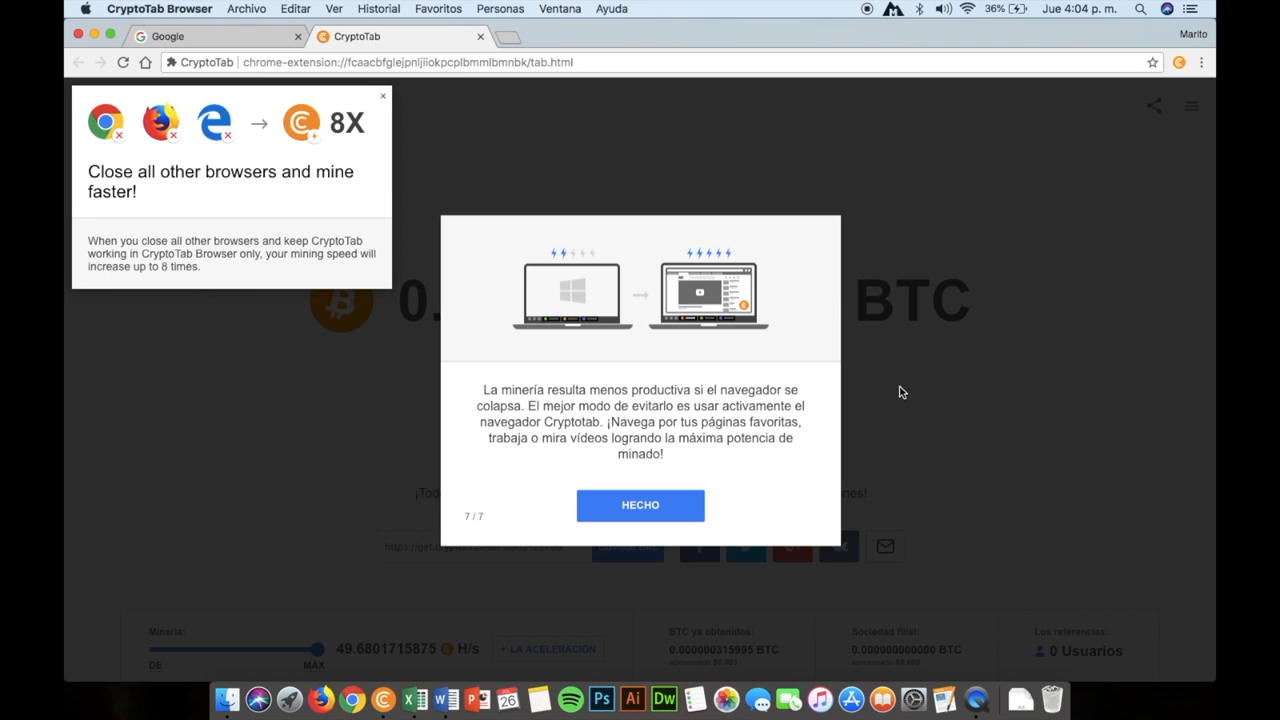 CryptoTab Browser Archivo Editar Ver Historial Favoritos Personas Ventana Ayuda 36% Jue 4:04 p. m.
Google CryptoTab Marito
CryptoTab chrome-extension://fcaacbfglejpnljiiokpcplbmmlbmnbk/tab.html
8X
Close all other browsers and mine
faster!
When you close all other browsers and keep CryptoTab
working in CryptoTab Browser only, your mining speed will
increase up to 8 times.
0. BTC
La minería resulta menos productiva si el navegador se
colapsa. El mejor modo de evitarlo es usar activamente el
navegador Cryptotab. ¡Navega por tus páginas favoritas,
trabaja o mira vídeos logrando la máxima potencia de
minado!
HECHO
7 / 7
Minería:
49.6801715875 H/s
+ LA ACELERACIÓN
DE MÁX
BTC ya obtenidos:
0.000000315995 BTC
Sociedad filial:
0.000000000000 BTC
Los referencias:
0 Usuarios
26 Ps Ai Dw